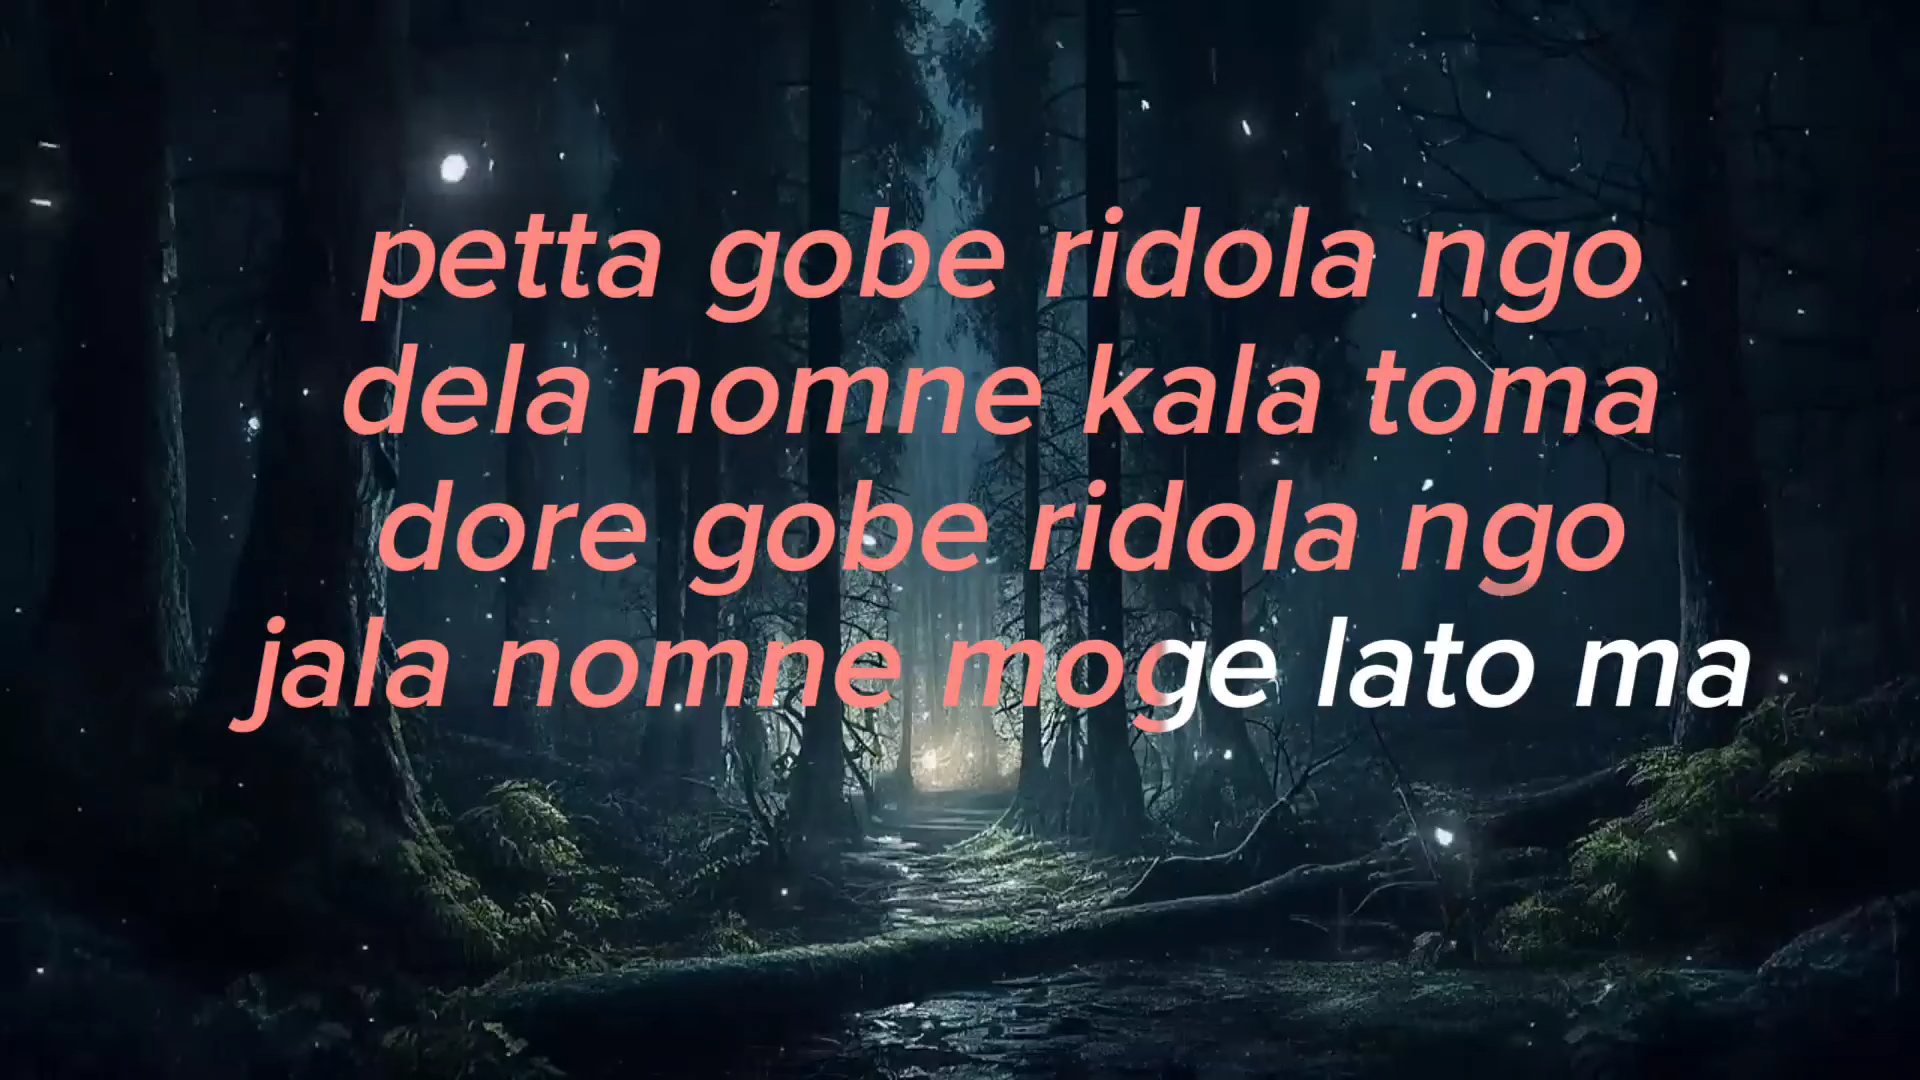 petta gobe ridola ngo
dela nomne kala toma
dore gobe ridola ngo
jala nomne moge lato ma